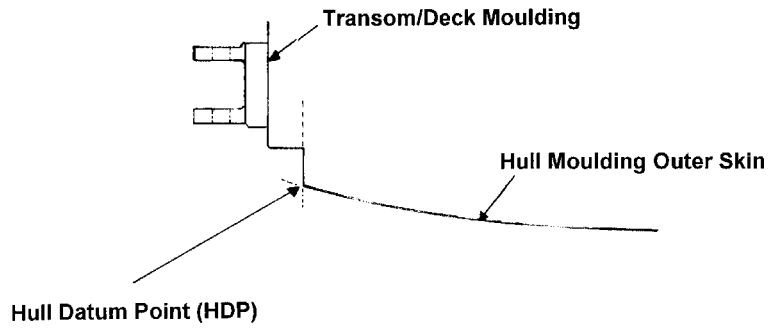 Transom/Deck Moulding
Hull Moulding Outer Skin
Hull Datum Point (HDP)